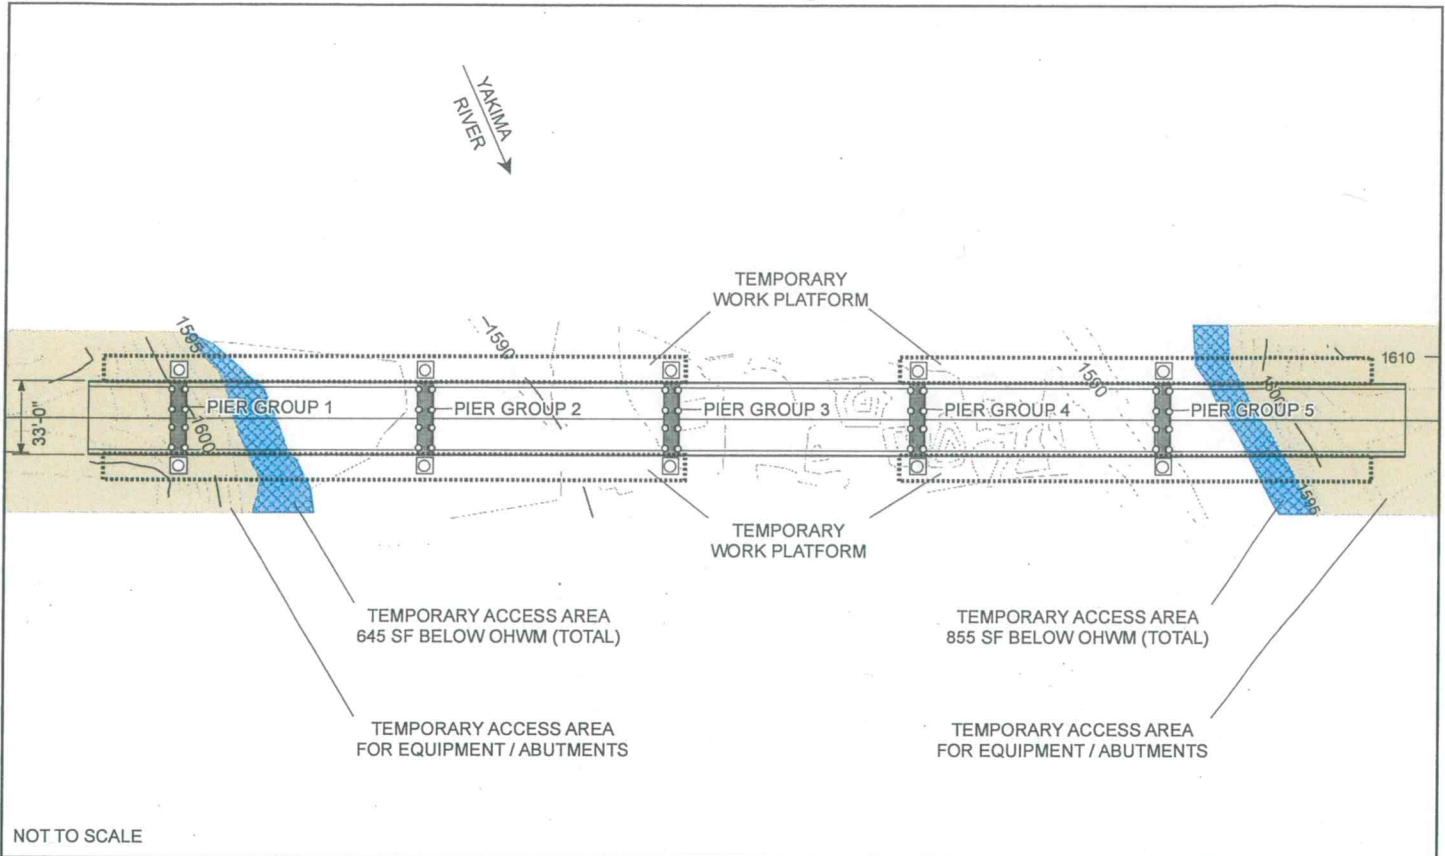 YAKIMA
RIVER
TEMPORARY
WORK PLATFORM
1595
1590
1590
1610
1600
1600
33'-0"
PIER GROUP 1
PIER GROUP 2
PIER GROUP 3
PIER GROUP 4
PIER GROUP 5
1595
TEMPORARY
WORK PLATFORM
TEMPORARY ACCESS AREA
645 SF BELOW OHWM (TOTAL)
TEMPORARY ACCESS AREA
855 SF BELOW OHWM (TOTAL)
TEMPORARY ACCESS AREA
FOR EQUIPMENT / ABUTMENTS
TEMPORARY ACCESS AREA
FOR EQUIPMENT / ABUTMENTS
NOT TO SCALE